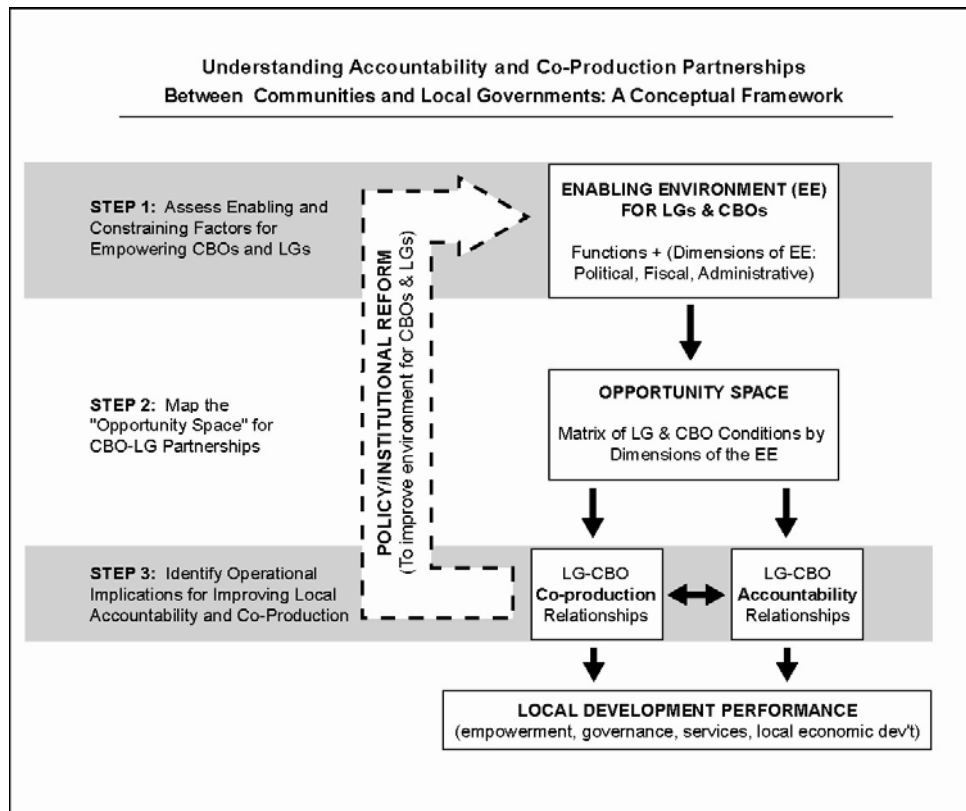 Understanding Accountability and Co-Production Partnerships
Between Communities and Local Governments: A Conceptual Framework
STEP 1: Assess Enabling and
Constraining Factors for
Empowering CBOs and LGs
POLICY/INSTITUTIONAL REFORM
(To improve environment for CBOs & LGs)
ENABLING ENVIRONMENT (EE)
FOR LGs & CBOs
Functions + (Dimensions of EE:
Political, Fiscal, Administrative)
STEP 2: Map the
"Opportunity Space" for
CBO-LG Partnerships
OPPORTUNITY SPACE
Matrix of LG & CBO Conditions by
Dimensions of the EE
STEP 3: Identify Operational
Implications for Improving Local
Accountability and Co-Production
LG-CBO
Co-production
Relationships
LG-CBO
Accountability
Relationships
LOCAL DEVELOPMENT PERFORMANCE
(empowerment, governance, services, local economic dev't)